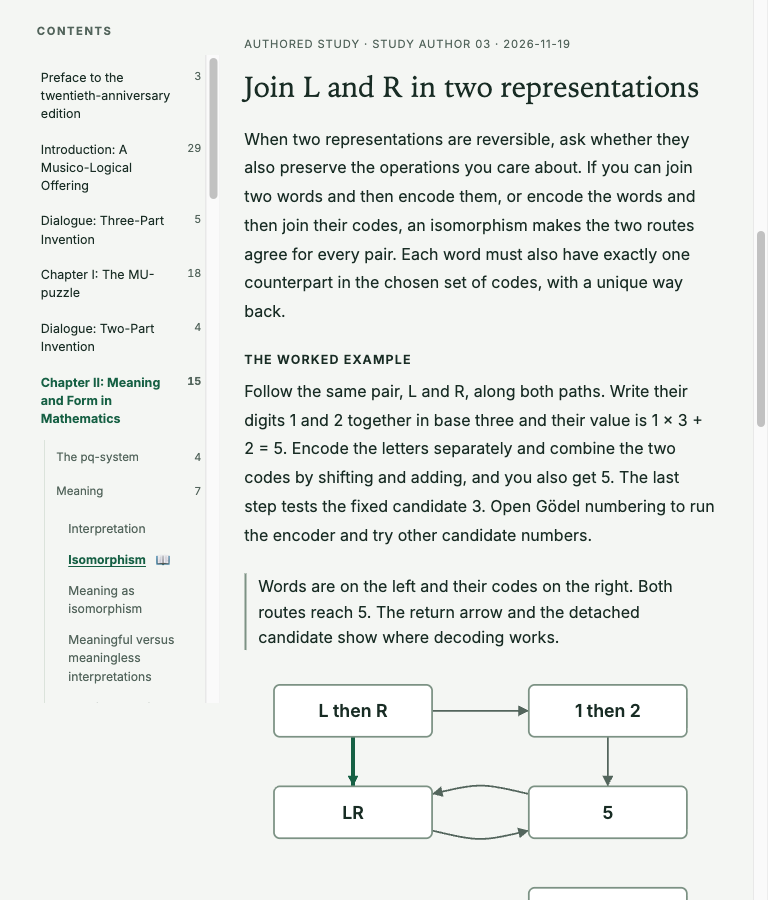 CONTENTS
Preface to the
twentieth-anniversary
edition
3
Introduction: A
Musico-Logical
Offering
29
Dialogue: Three-Part
Invention
5
Chapter I: The MU-
puzzle
18
Dialogue: Two-Part
Invention
4
Chapter II: Meaning
and Form in
Mathematics
15
The pq-system
4
Meaning
7
Interpretation
Isomorphism 📖
Meaning as
isomorphism
Meaningful versus
meaningless
interpretations
AUTHORED STUDY · STUDY AUTHOR 03 · 2026-11-19
Join L and R in two representations
When two representations are reversible, ask whether they
also preserve the operations you care about. If you can join
two words and then encode them, or encode the words and
then join their codes, an isomorphism makes the two routes
agree for every pair. Each word must also have exactly one
counterpart in the chosen set of codes, with a unique way
back.
THE WORKED EXAMPLE
Follow the same pair, L and R, along both paths. Write their
digits 1 and 2 together in base three and their value is 1 × 3 +
2 = 5. Encode the letters separately and combine the two
codes by shifting and adding, and you also get 5. The last
step tests the fixed candidate 3. Open Gödel numbering to run
the encoder and try other candidate numbers.
Words are on the left and their codes on the right. Both
routes reach 5. The return arrow and the detached
candidate show where decoding works.
L then R
1 then 2
LR
5